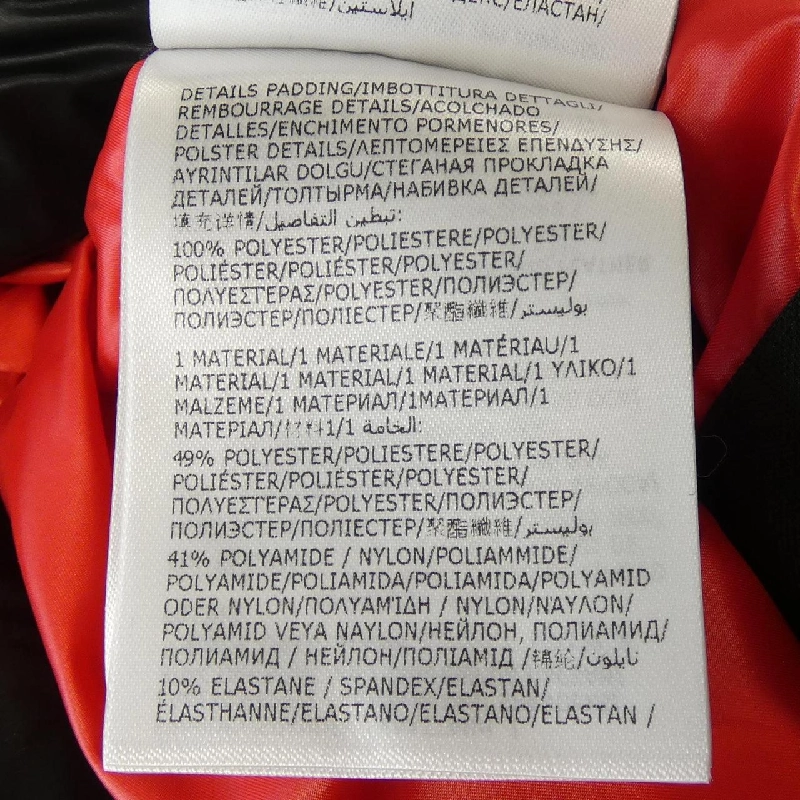 ЕЛАСТАН/
إيلاستين/
DETAILS PADDING/IMBOTTITURA DETTAGLI/
REMBOURRAGE DETAILS/ACOLCHADO
DETALLES/ENCHIMENTO PORMENORES/
POLSTER DETAILS/ΛΕΠΤΟΜΕΡΕΙΕΣ ΕΠΕΝΔΥΣΗΣ/
AYRINTILAR DOLGU/СТЕГАНАЯ ПРОКЛАДКА
ДЕТАЛЕЙ/ТОЛТЫРМА/НАБИВКА ДЕТАЛЕЙ/
填充详情/تبطين التفاصيل:
100% POLYESTER/POLIESTERE/POLYESTER/
POLIÉSTER/POLIÉSTER/POLYESTER/
ΠΟΛΥΕΣΤΕΡΑΣ/POLYESTER/ПОЛИЭСТЕР/
ПОЛИЭСТЕР/ПОЛІЕСТЕР/聚酯纖維/بوليستر
1 MATERIAL/1 MATERIALE/1 MATÉRIAU/1
MATERIAL/1 MATERIAL/1 MATERIAL/1 ΥΛΙΚΟ/1
MALZEME/1 МАТЕРИАЛ/1МАТЕРИАЛ/1
МАТЕРІАЛ/材料1/1 الخامة:
49% POLYESTER/POLIESTERE/POLYESTER/
POLIÉSTER/POLIÉSTER/POLYESTER/
ΠΟΛΥΕΣΤΕΡΑΣ/POLYESTER/ПОЛИЭСТЕР/
ПОЛИЭСТЕР/ПОЛІЕСТЕР/聚酯纖維/بوليستر
41% POLYAMIDE / NYLON/POLIAMMIDE/
POLYAMIDE/POLIAMIDA/POLIAMIDA/POLYAMID
ODER NYLON/ΠΟΛΥΑΜΊΔΗ / NYLON/ΝΆΥΛΟΝ/
POLYAMID VEYA NAYLON/НЕЙЛОН, ПОЛИАМИД/
ПОЛИАМИД / НЕЙЛОН/ПОЛІАМІД /锦纶/نايلون
10% ELASTANE / SPANDEX/ELASTAN/
ÉLASTHANNE/ELASTANO/ELASTANO/ELASTAN /